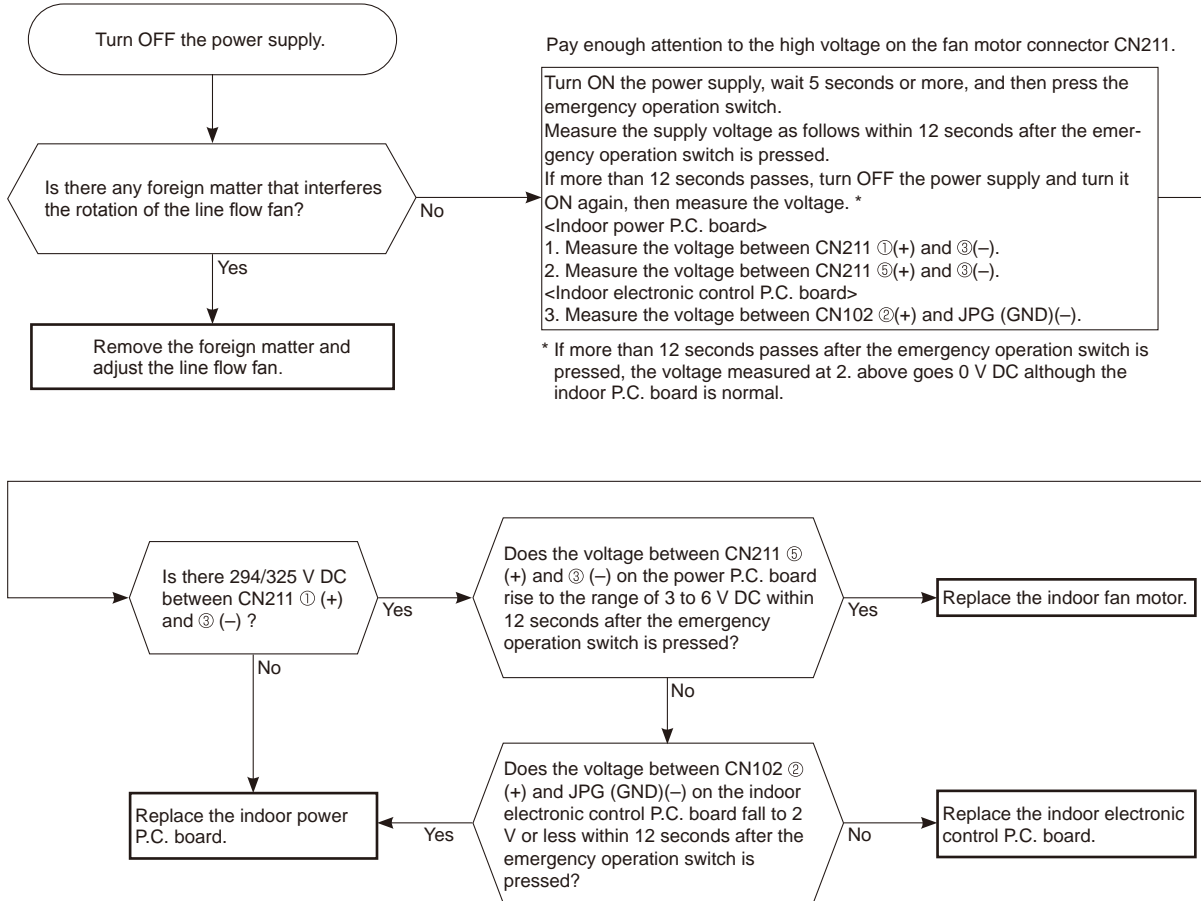 Turn OFF the power supply.
Is there any foreign matter that interferes
the rotation of the line flow fan?
No
Yes
Remove the foreign matter and
adjust the line flow fan.
Pay enough attention to the high voltage on the fan motor connector CN211.
Turn ON the power supply, wait 5 seconds or more, and then press the
emergency operation switch.
Measure the supply voltage as follows within 12 seconds after the emer-
gency operation switch is pressed.
If more than 12 seconds passes, turn OFF the power supply and turn it
ON again, then measure the voltage. *
<Indoor power P.C. board>
1. Measure the voltage between CN211 ①(+) and ③(–).
2. Measure the voltage between CN211 ⑤(+) and ③(–).
<Indoor electronic control P.C. board>
3. Measure the voltage between CN102 ②(+) and JPG (GND)(–).
* If more than 12 seconds passes after the emergency operation switch is
pressed, the voltage measured at 2. above goes 0 V DC although the
indoor P.C. board is normal.
Is there 294/325 V DC
between CN211 ① (+)
and ③ (–) ?
Yes
No
Does the voltage between CN211 ⑤
(+) and ③ (–) on the power P.C. board
rise to the range of 3 to 6 V DC within
12 seconds after the emergency
operation switch is pressed?
Yes
Replace the indoor fan motor.
No
Does the voltage between CN102 ②
(+) and JPG (GND)(–) on the indoor
electronic control P.C. board fall to 2
V or less within 12 seconds after the
emergency operation switch is
pressed?
Yes
Replace the indoor power
P.C. board.
No
Replace the indoor electronic
control P.C. board.